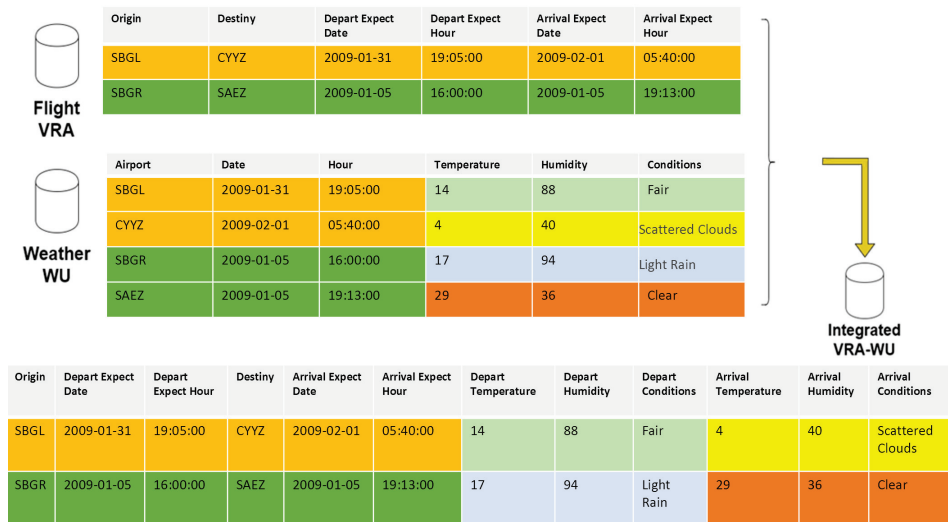 Origin Destiny Depart Expect Date Depart Expect Hour Arrival Expect Date Arrival Expect Hour
SBGL CYYZ 2009-01-31 19:05:00 2009-02-01 05:40:00
SBGR SAEZ 2009-01-05 16:00:00 2009-01-05 19:13:00
Flight
VRA
Airport Date Hour Temperature Humidity Conditions
SBGL 2009-01-31 19:05:00 14 88 Fair
CYYZ 2009-02-01 05:40:00 4 40 Scattered Clouds
SBGR 2009-01-05 16:00:00 17 94 Light Rain
SAEZ 2009-01-05 19:13:00 29 36 Clear
Weather
WU
Integrated
VRA-WU
Origin Depart Expect Date Depart Expect Hour Destiny Arrival Expect Date Arrival Expect Hour Depart Temperature Depart Humidity Depart Conditions Arrival Temperature Arrival Humidity Arrival Conditions
SBGL 2009-01-31 19:05:00 CYYZ 2009-02-01 05:40:00 14 88 Fair 4 40 Scattered Clouds
SBGR 2009-01-05 16:00:00 SAEZ 2009-01-05 19:13:00 17 94 Light Rain 29 36 Clear